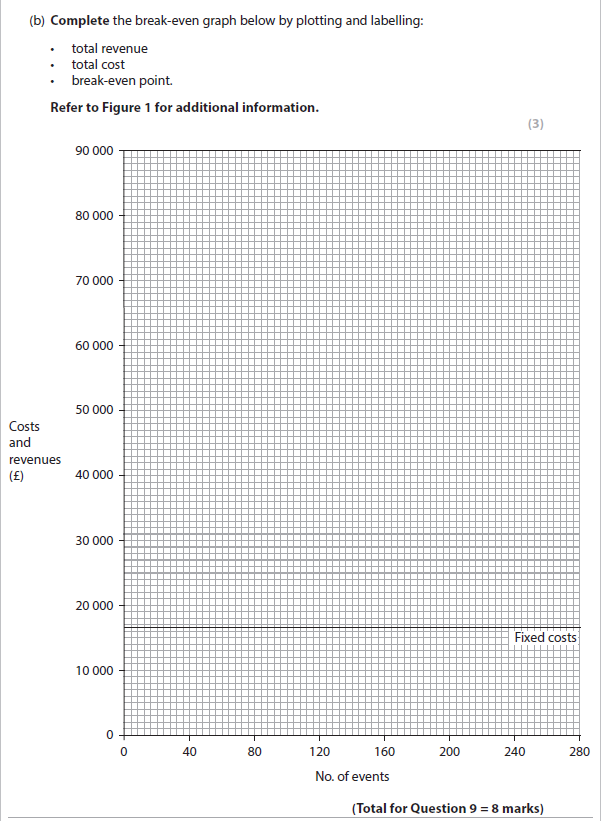 (b) Complete the break-even graph below by plotting and labelling:
• total revenue
• total cost
• break-even point.
Refer to Figure 1 for additional information.
(3)
90 000
80 000
70 000
60 000
50 000
Costs
and
revenues
(£)
40 000
30 000
20 000
Fixed costs
10 000
0
0 40 80 120 160 200 240 280
No. of events
(Total for Question 9 = 8 marks)